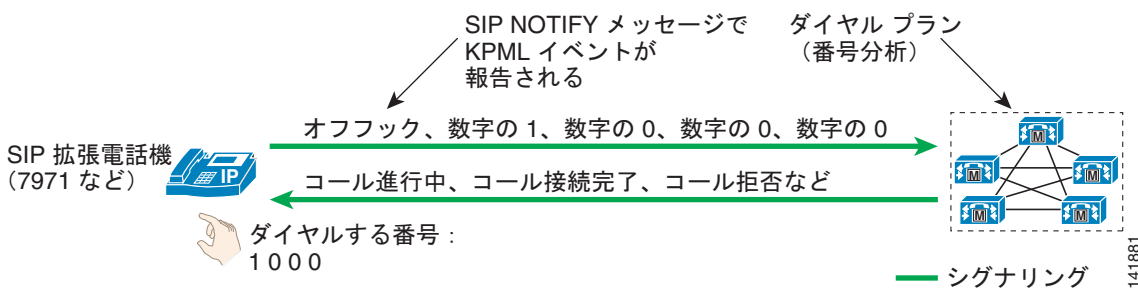 SIP NOTIFY メッセージで
KPML イベントが
報告される
ダイヤル プラン
（番号分析）
オフフック、数字の 1、数字の 0、数字の 0、数字の 0
SIP 拡張電話機
（7971 など）
IP
コール進行中、コール接続完了、コール拒否など
M
M
M
M
M
ダイヤルする番号：
1 0 0 0
シグナリング
141881